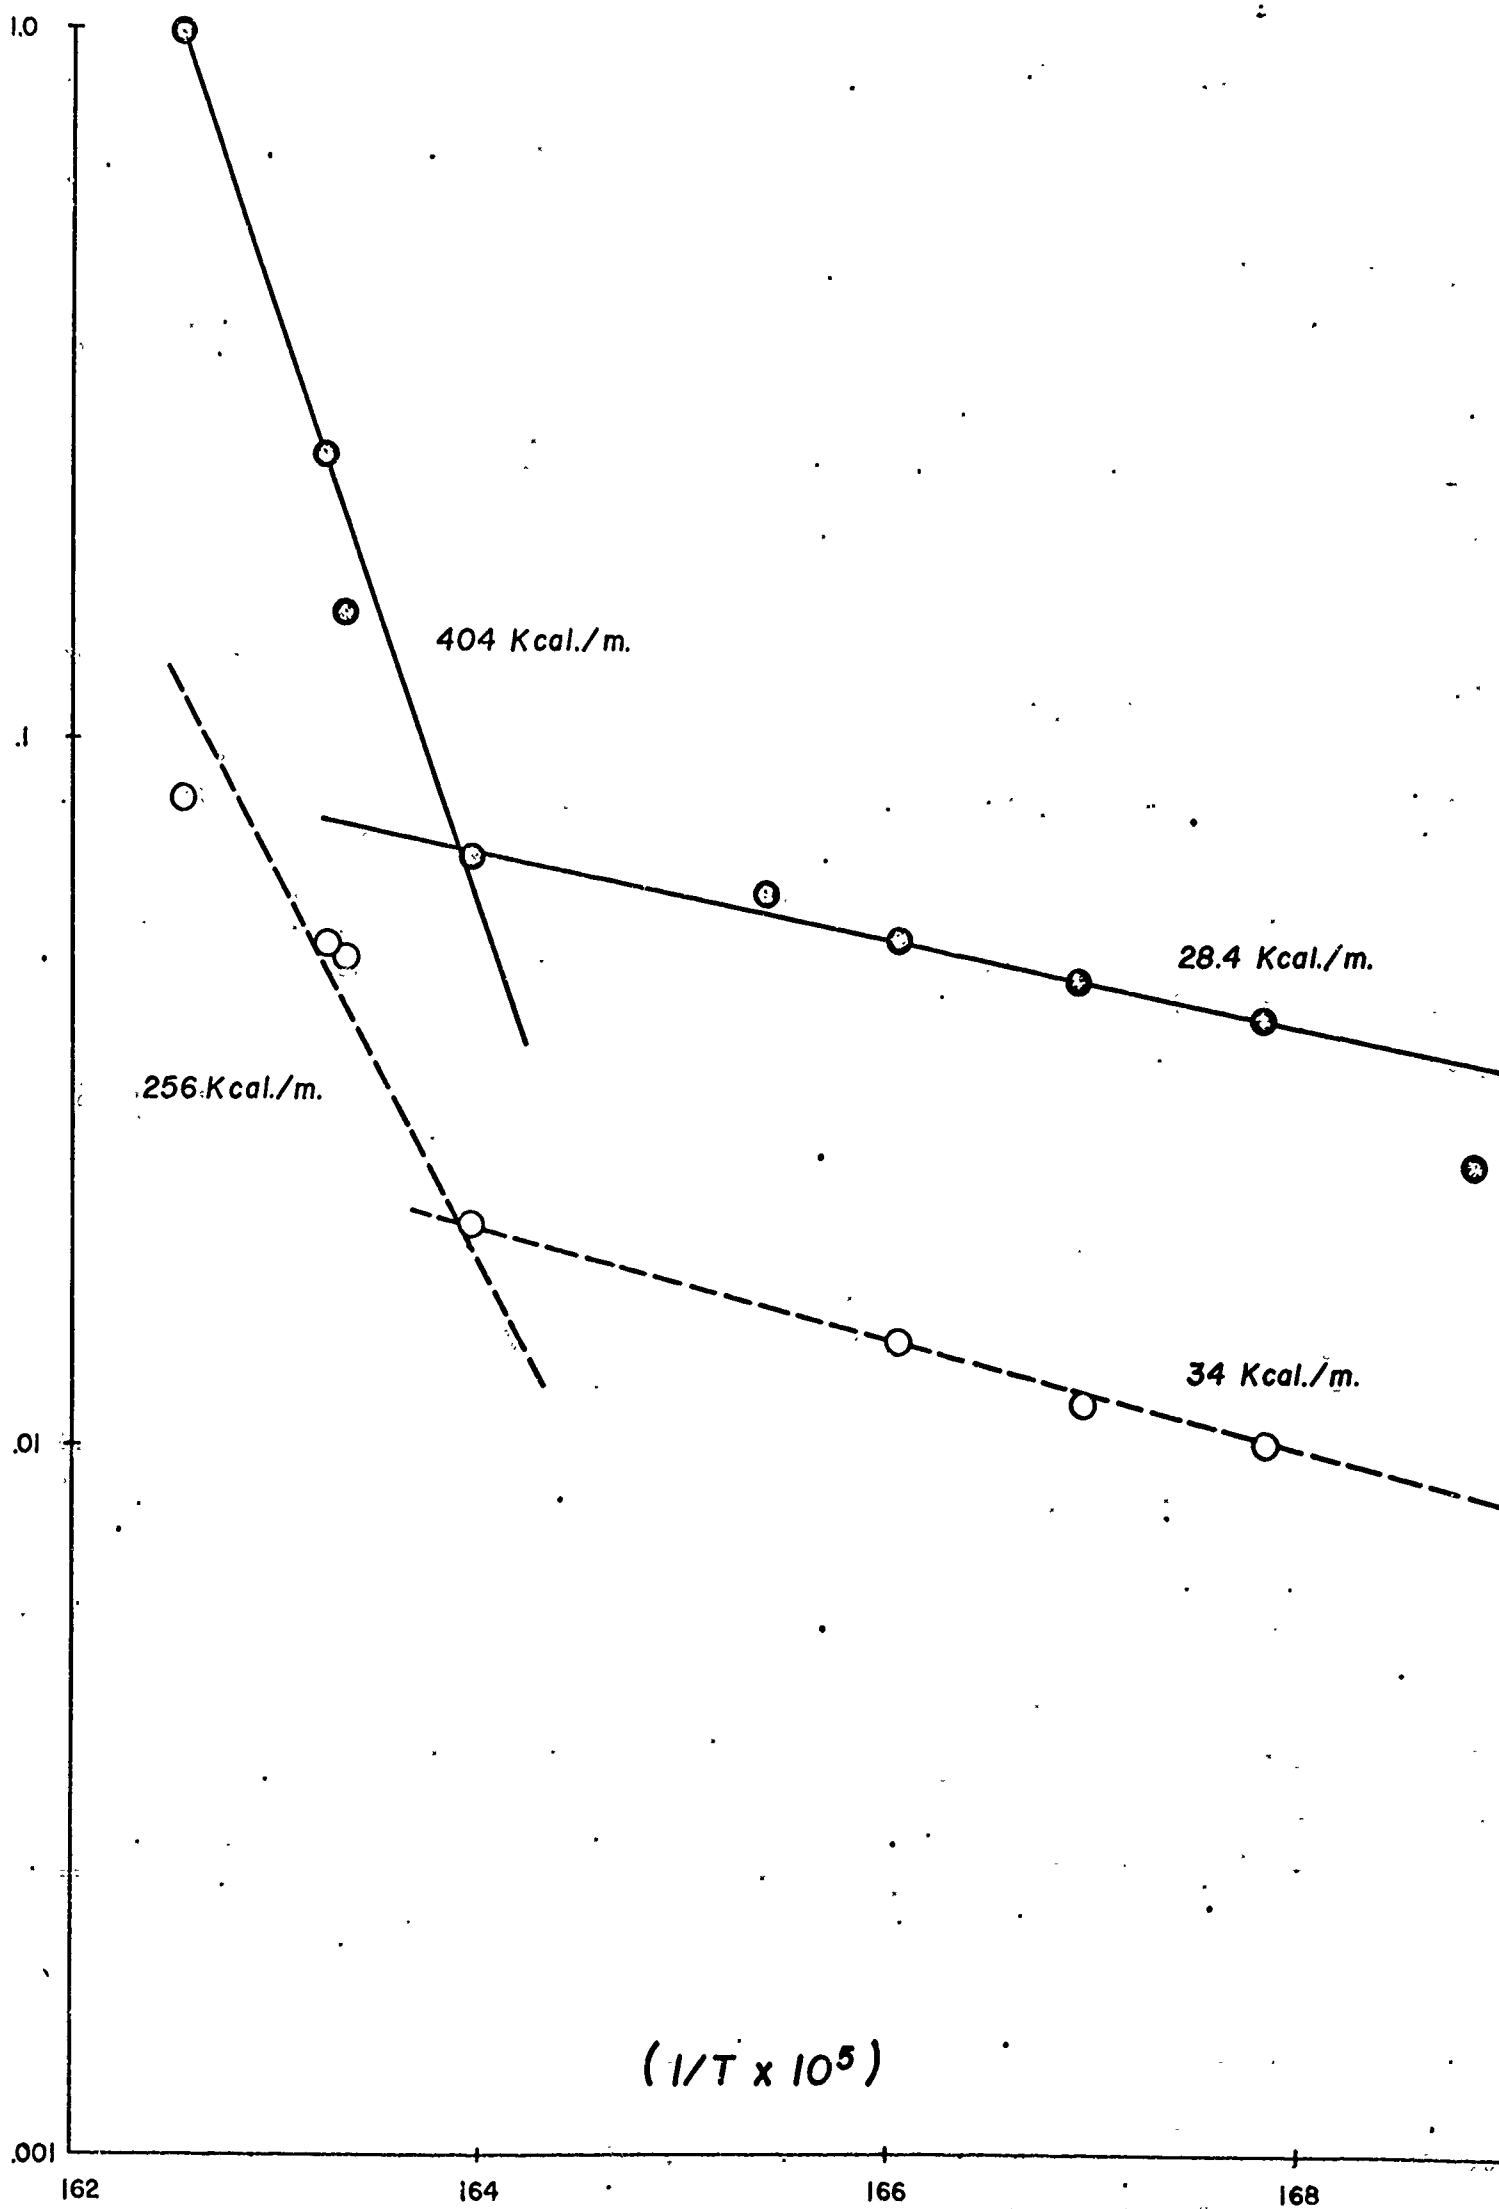 1.0
404 Kcal./m.
.1
28.4 Kcal./m.
256 Kcal./m.
34 Kcal./m.
.01
(1/T x 10⁵)
.001
162 164 166 168